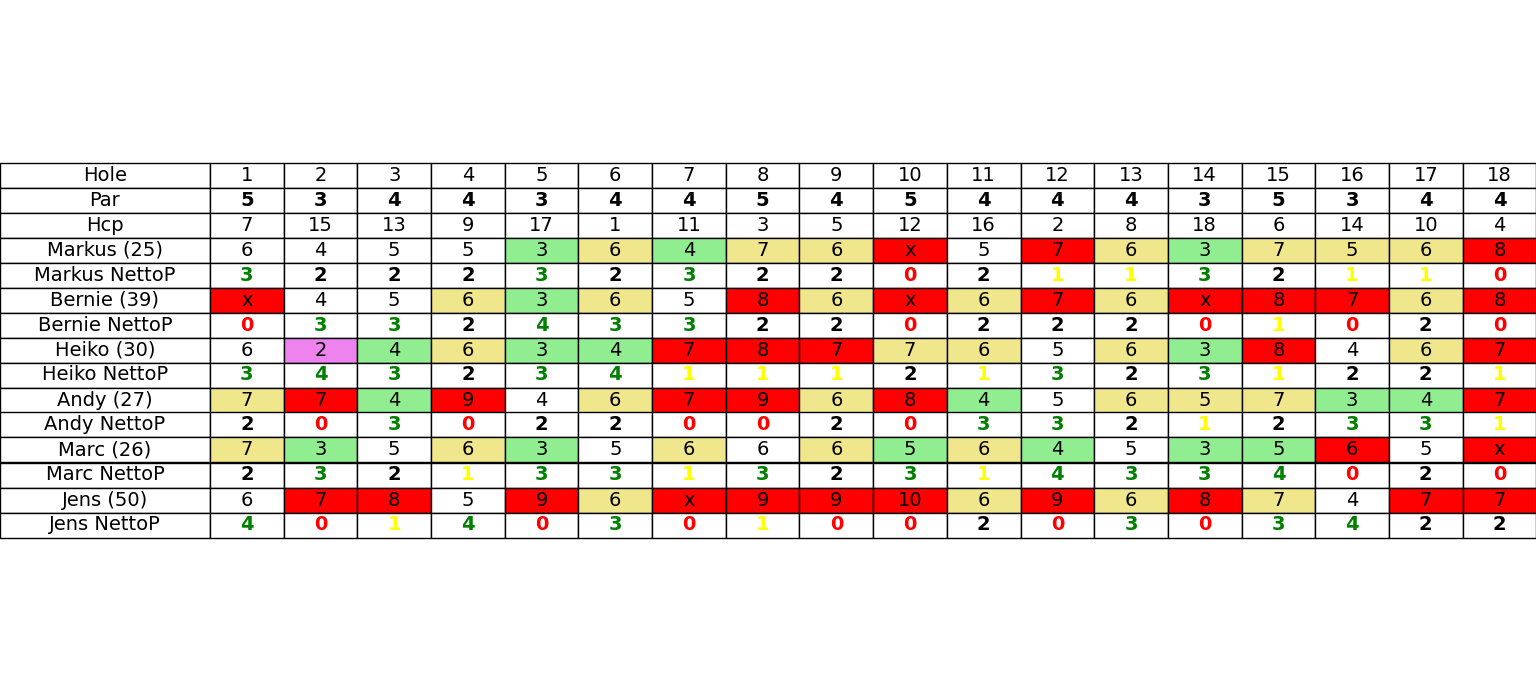 Hole 1 2 3 4 5 6 7 8 9 10 11 12 13 14 15 16 17 18
Par 5 3 4 4 3 4 4 5 4 5 4 4 4 3 5 3 4 4
Hcp 7 15 13 9 17 1 11 3 5 12 16 2 8 18 6 14 10 4
Markus (25) 6 4 5 5 3 6 4 7 6 x 5 7 6 3 7 5 6 8
Markus NettoP 3 2 2 2 3 2 3 2 2 0 2 1 1 3 2 1 1 0
Bernie (39) x 4 5 6 3 6 5 8 6 x 6 7 6 x 8 7 6 8
Bernie NettoP 0 3 3 2 4 3 3 2 2 0 2 2 2 0 1 0 2 0
Heiko (30) 6 2 4 6 3 4 7 8 7 7 6 5 6 3 8 4 6 7
Heiko NettoP 3 4 3 2 3 4 1 1 1 2 1 3 2 3 1 2 2 1
Andy (27) 7 7 4 9 4 6 7 9 6 8 4 5 6 5 7 3 4 7
Andy NettoP 2 0 3 0 2 2 0 0 2 0 3 3 2 1 2 3 3 1
Marc (26) 7 3 5 6 3 5 6 6 6 5 6 4 5 3 5 6 5 x
Marc NettoP 2 3 2 1 3 3 1 3 2 3 1 4 3 3 4 0 2 0
Jens (50) 6 7 8 5 9 6 x 9 9 10 6 9 6 8 7 4 7 7
Jens NettoP 4 0 1 4 0 3 0 1 0 0 2 0 3 0 3 4 2 2